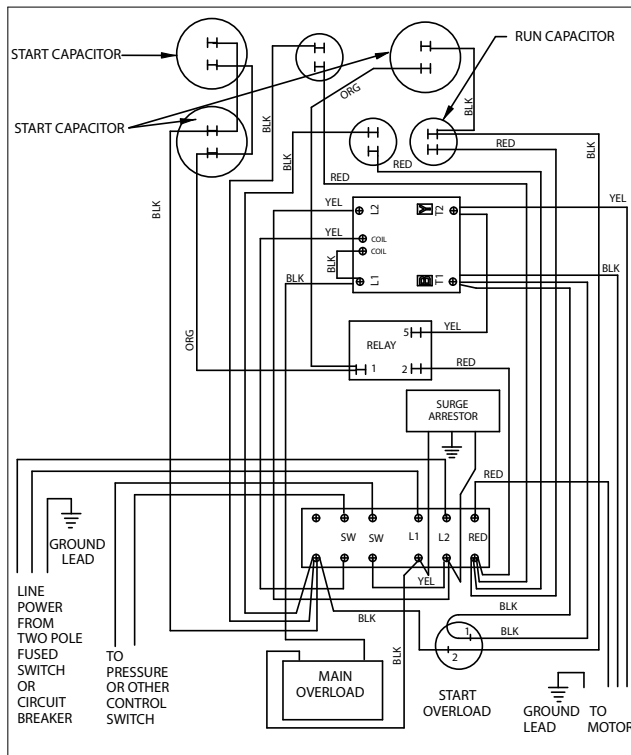 START CAPACITOR
RUN CAPACITOR
START CAPACITOR
ORG
BLK
BLK
BLK
BLK
BLK
RED
RED
RED
BLK
YEL
YEL
L2
Y
T2
YEL
COIL
COIL
BLK
BLK
L1
B
T1
BLK
ORG
5
YEL
RELAY
1
2
RED
SURGE
ARRESTOR
RED
SW
SW
L1
L2
RED
GROUND
LEAD
YEL
BLK
BLK
BLK
1
2
BLK
LINE
POWER
FROM
TWO POLE
FUSED
SWITCH
OR
CIRCUIT
BREAKER
TO
PRESSURE
OR OTHER
CONTROL
SWITCH
MAIN
OVERLOAD
START
OVERLOAD
GROUND
LEAD
TO
MOTOR